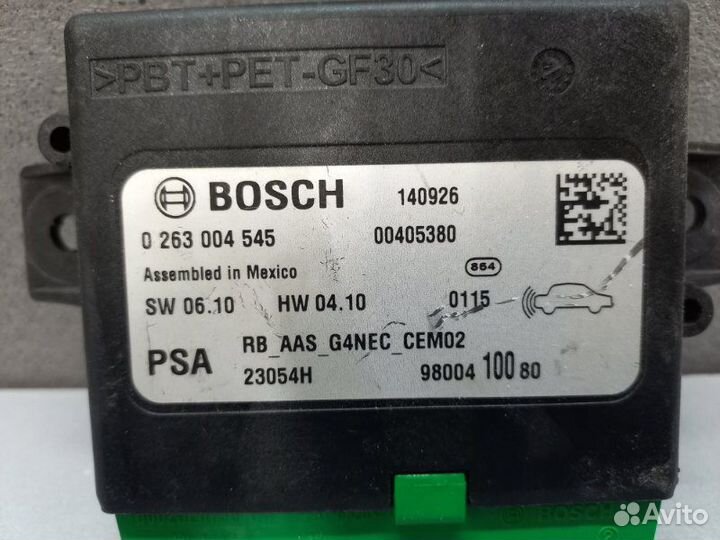 >PBT+PET-GF30<
BOSCH 140926
0 263 004 545 00405380
Assembled in Mexico 864
SW 06.10 HW 04.10 0115
PSA RB_AAS_G4NEC_CEM02
23054H 98004 100 80
BOSCH
Avito